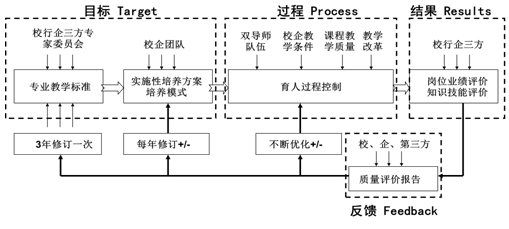 目标 Target
过程 Process
结果 Results
校行企三方专
家委员会
校企团队
双导师
队伍
校企教
学条件
课程教
学质量
教学
改革
校行企三方
专业教学标准
实施性培养方案
培养模式
育人过程控制
岗位业绩评价
知识技能评价
3年修订一次
每年修订+/-
不断优化+/-
校、企、第三方
质量评价报告
反馈 Feedback